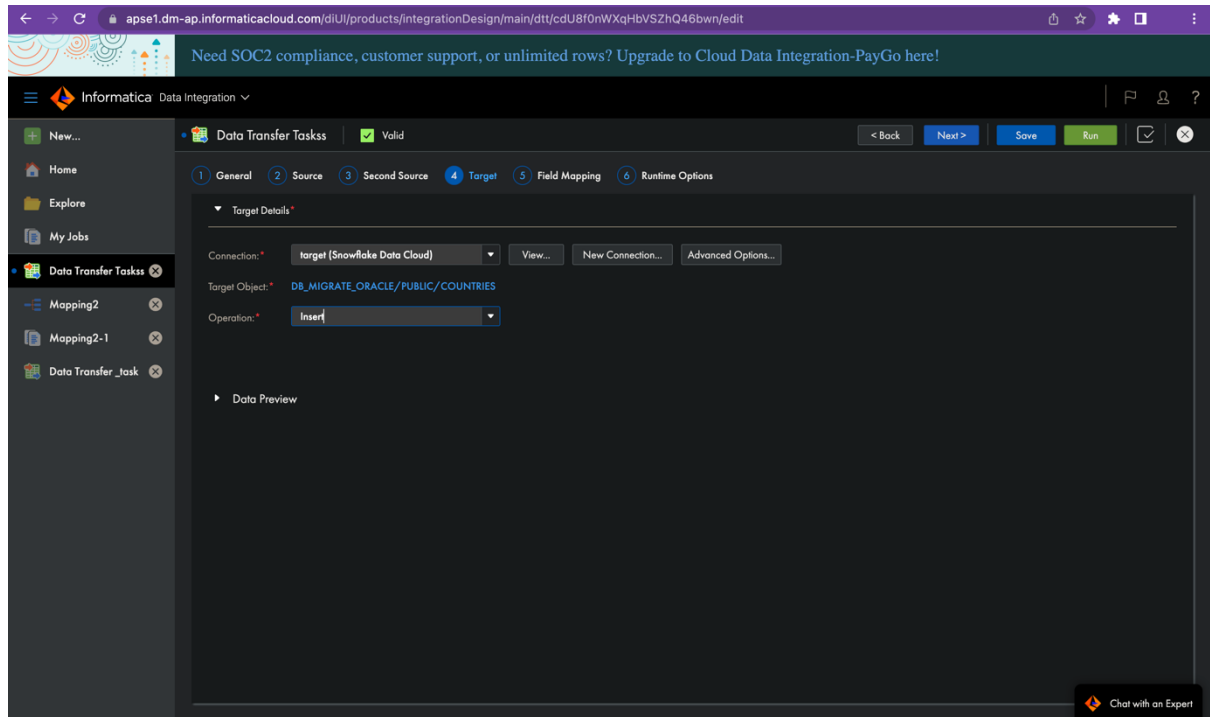 apse1.dm-ap.informaticacloud.com/diUI/products/integrationDesign/main/dtt/cdU8f0nWXqHbVSZhQ46bwn/edit
Need SOC2 compliance, customer support, or unlimited rows? Upgrade to Cloud Data Integration-PayGo here!
Informatica Data Integration
?
New...
Data Transfer Taskss
Valid
< Back
Next >
Save
Run
Home
Explore
My Jobs
Data Transfer Taskss
Mapping2
Mapping2-1
Data Transfer _task
1 General 2 Source 3 Second Source 4 Target 5 Field Mapping 6 Runtime Options
Target Details*
Connection:* target (Snowflake Data Cloud) View... New Connection... Advanced Options...
Target Object:* DB_MIGRATE_ORACLE/PUBLIC/COUNTRIES
Operation:* Insert
Data Preview
Chat with an Expert